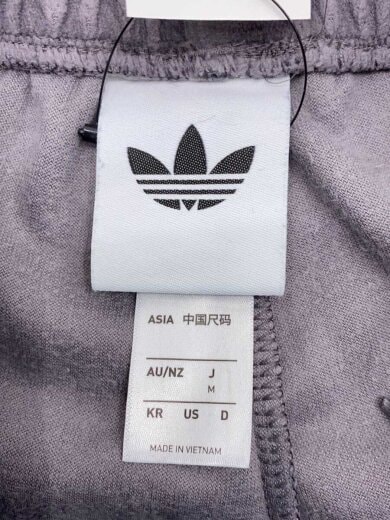 ASIA 中国尺码
AU/NZ J
M
KR US D
MADE IN VIETNAM